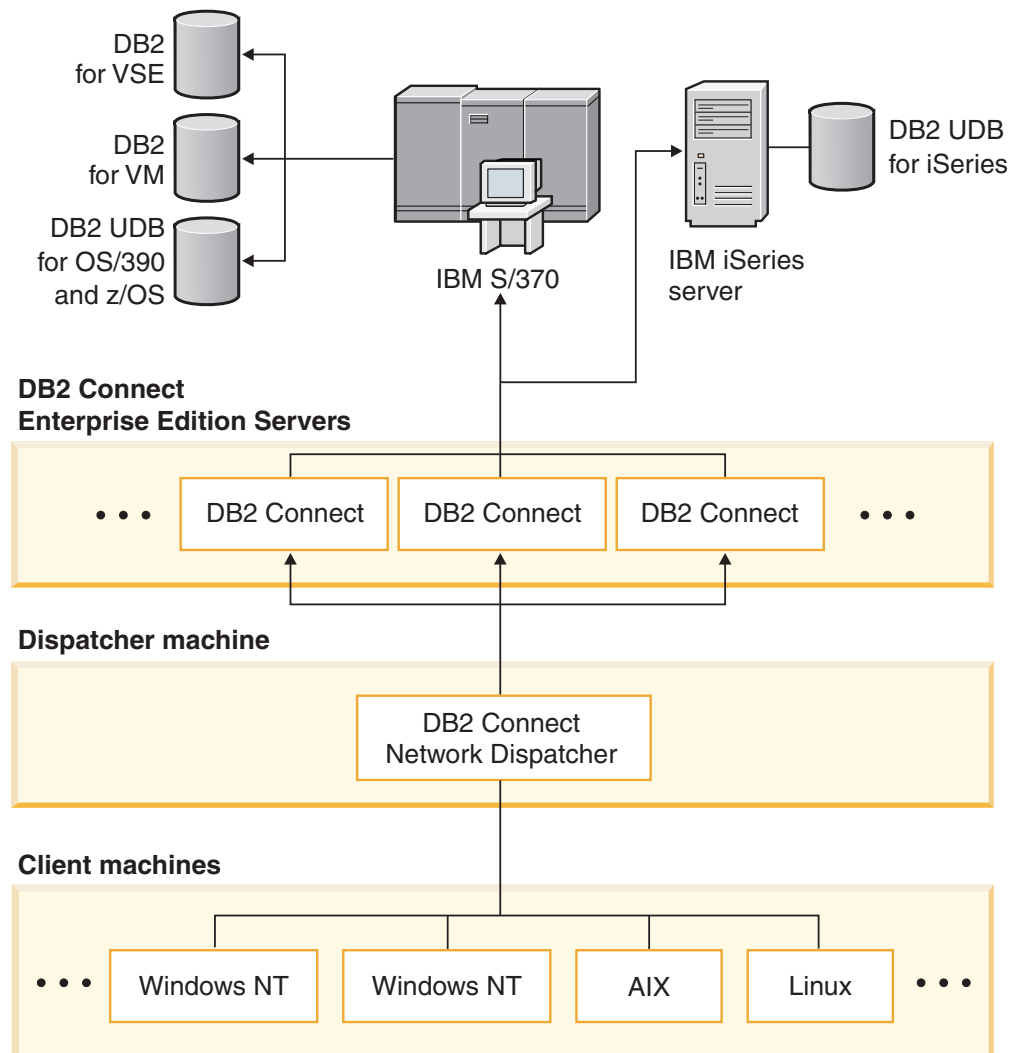 DB2
for VSE
DB2
for VM
DB2 UDB
for OS/390
and z/OS
IBM S/370
IBM iSeries
server
DB2 UDB
for iSeries
DB2 Connect
Enterprise Edition Servers
• • •
DB2 Connect
DB2 Connect
DB2 Connect
• • •
Dispatcher machine
DB2 Connect
Network Dispatcher
Client machines
• • •
Windows NT
Windows NT
AIX
Linux
• • •